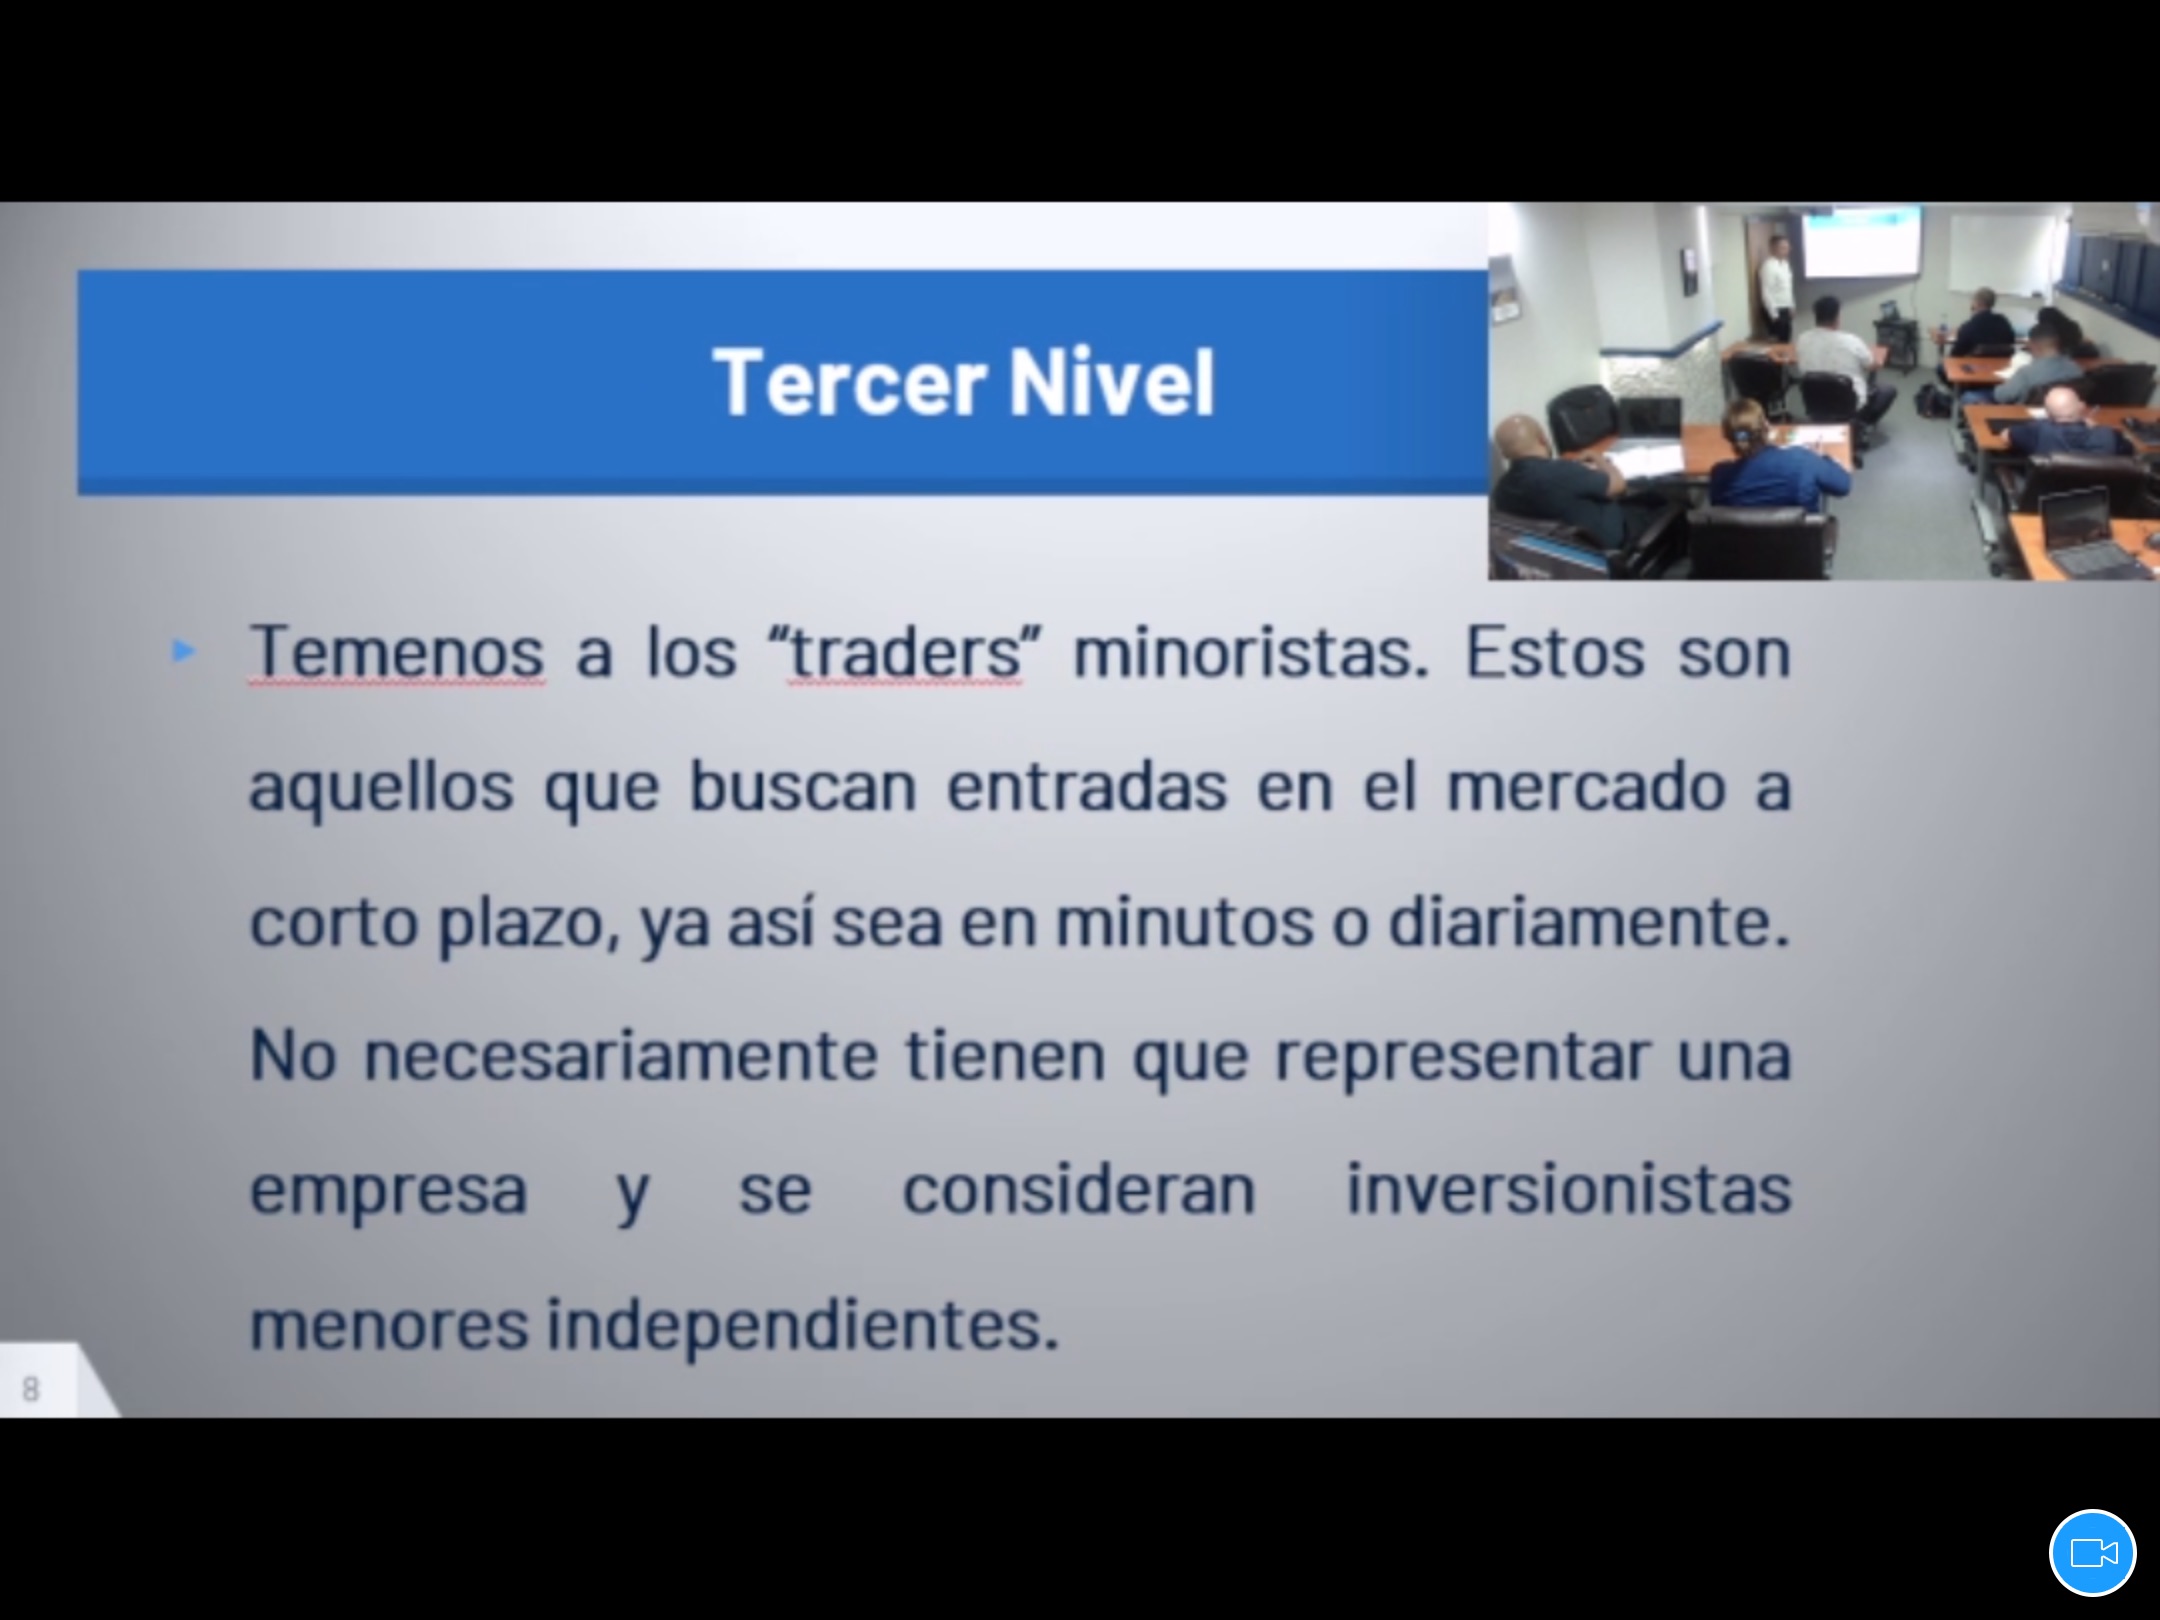 Tercer Nivel
Temenos a los “traders” minoristas. Estos son
aquellos que buscan entradas en el mercado a
corto plazo, ya así sea en minutos o diariamente.
No necesariamente tienen que representar una
empresa y se consideran inversionistas
menores independientes.
8